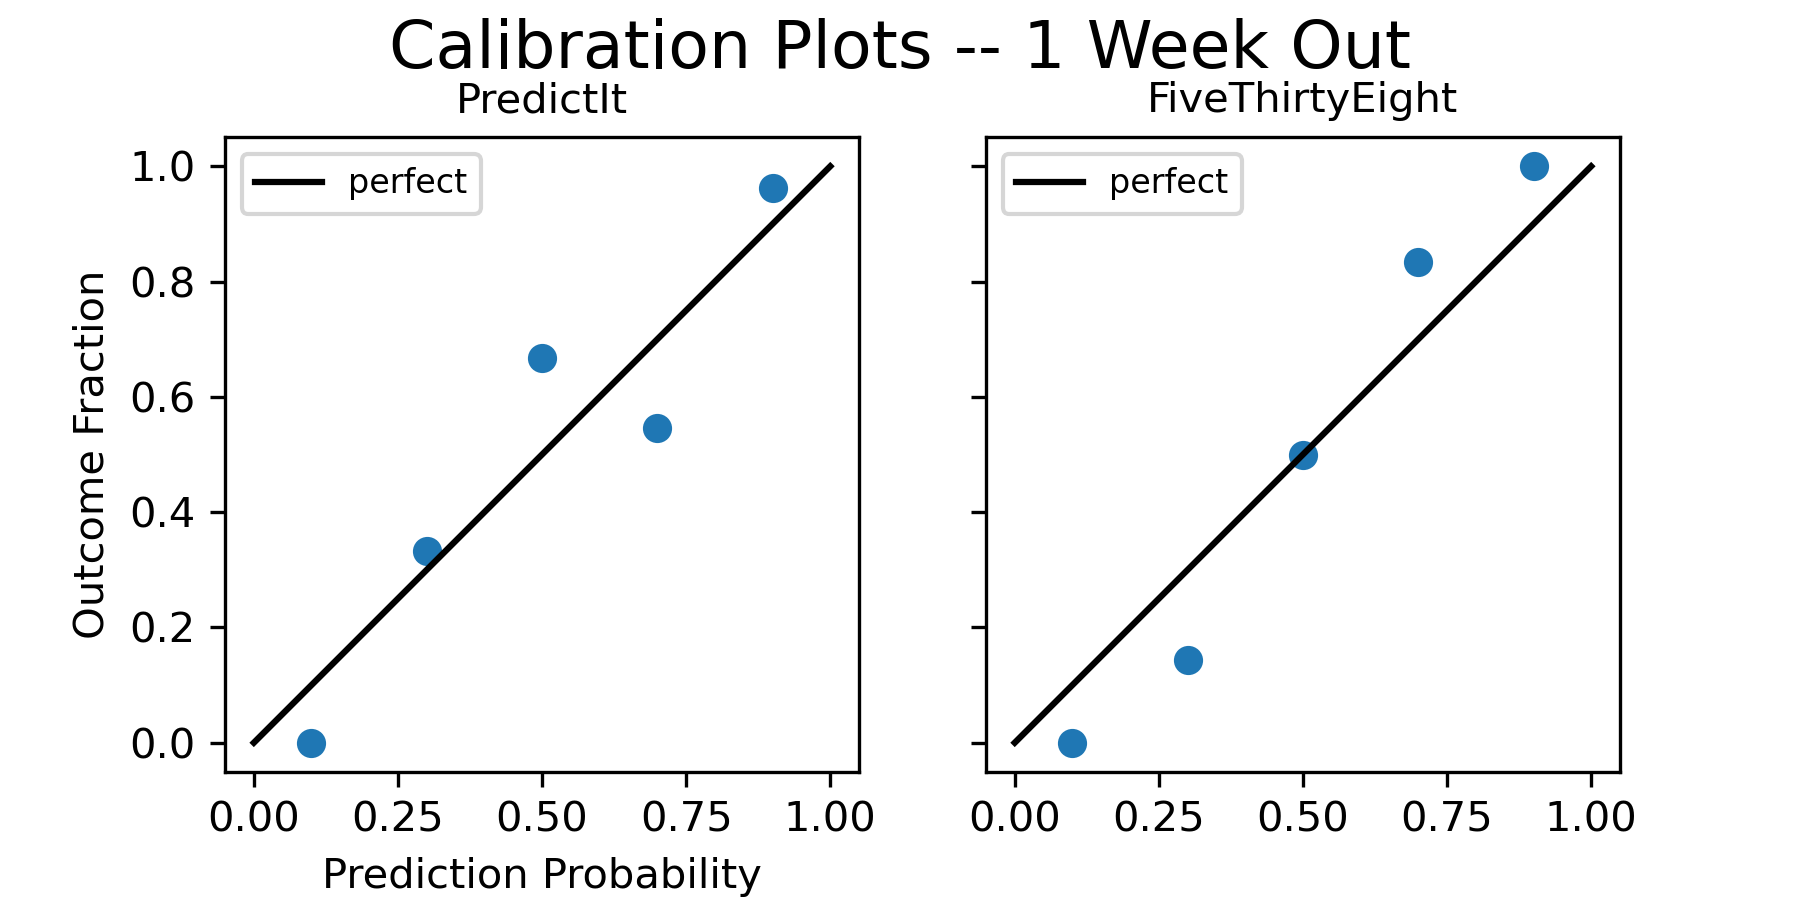 Calibration Plots -- 1 Week Out
PredictIt
perfect
1.0
0.8
0.6
0.4
0.2
0.0
Outcome Fraction
0.00 0.25 0.50 0.75 1.00
Prediction Probability
FiveThirtyEight
perfect
0.00 0.25 0.50 0.75 1.00